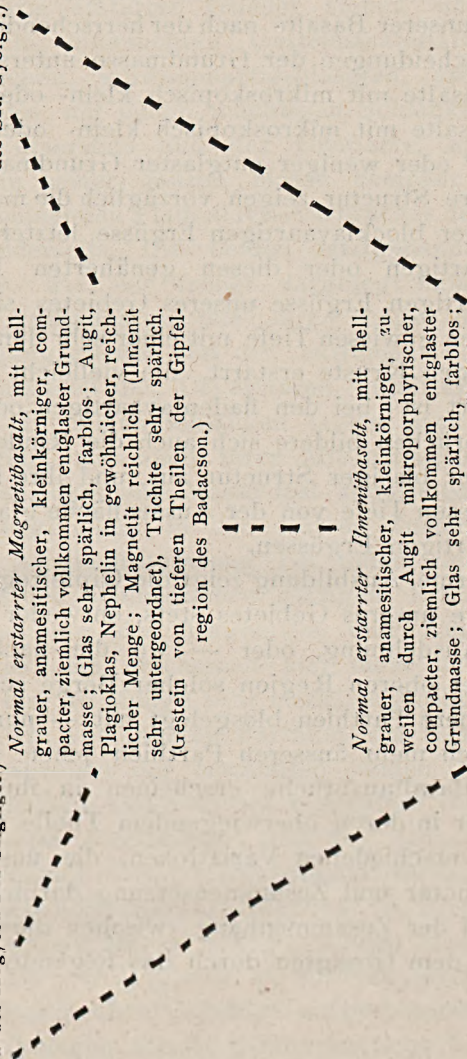 Normal erstarrter Magnetitbasalt, mit hell-
grauer, anamesitischer, kleinkörniger, com-
pacter, ziemlich vollkommen entglaster Grund-
masse; Glas sehr spärlich, farblos; Augit,
Plagioklas, Nephelin in gewöhnlicher, reich-
licher Menge; Magnetit reichlich (Ilmenit
sehr untergeordnet), Trichite sehr spärlich.
(Gestein von tieferen Theilen der Gipfel-
region des Badacson.)
Normal erstarrter Ilmenitbasalt, mit hell-
grauer, anamesitischer, kleinkörniger, zu-
weilen durch Augit mikroporphyrischer,
compacter, ziemlich vollkommen entglaster
Grundmasse; Glas sehr spärlich, farblos;